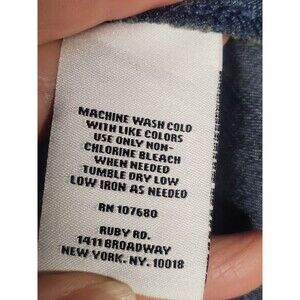 MACHINE WASH COLD
WITH LIKE COLORS
USE ONLY NON-
CHLORINE BLEACH
WHEN NEEDED
TUMBLE DRY LOW
LOW IRON AS NEEDED
RN 107680
RUBY RD.
1411 BROADWAY
NEW YORK. NY. 10018